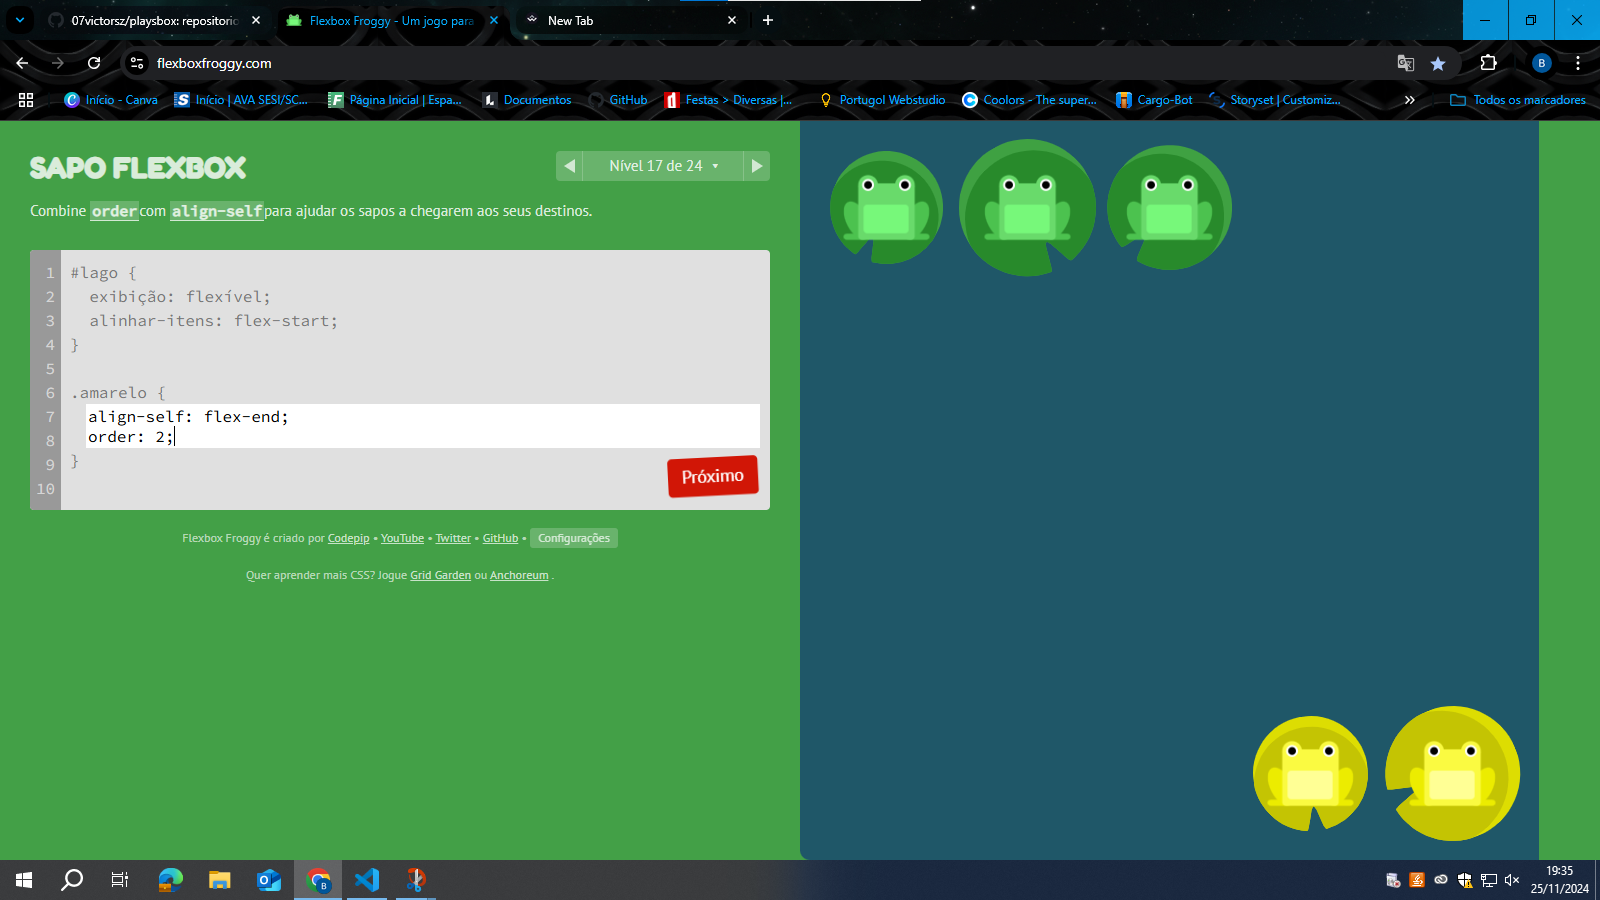 07victorsz/playsbox: repositorio
Flexbox Froggy - Um jogo para
New Tab
flexboxfroggy.com
B
Início - Canva
Início | AVA SESI/SC...
Página Inicial | Espa...
Documentos
GitHub
Festas > Diversas |...
Portugol Webstudio
Coolors - The super...
Cargo-Bot
Storyset | Customiz...
Todos os marcadores
SAPO FLEXBOX
Nível 17 de 24
Combine order com align-self para ajudar os sapos a chegarem aos seus destinos.
1 #lago {
2 exibição: flexível;
3 alinhar-itens: flex-start;
4 }
5
6 .amarelo {
7 align-self: flex-end;
8 order: 2;
9 }
10
Próximo
Flexbox Froggy é criado por Codepip • YouTube • Twitter • GitHub • Configurações
Quer aprender mais CSS? Jogue Grid Garden ou Anchoreum .
19:35
25/11/2024